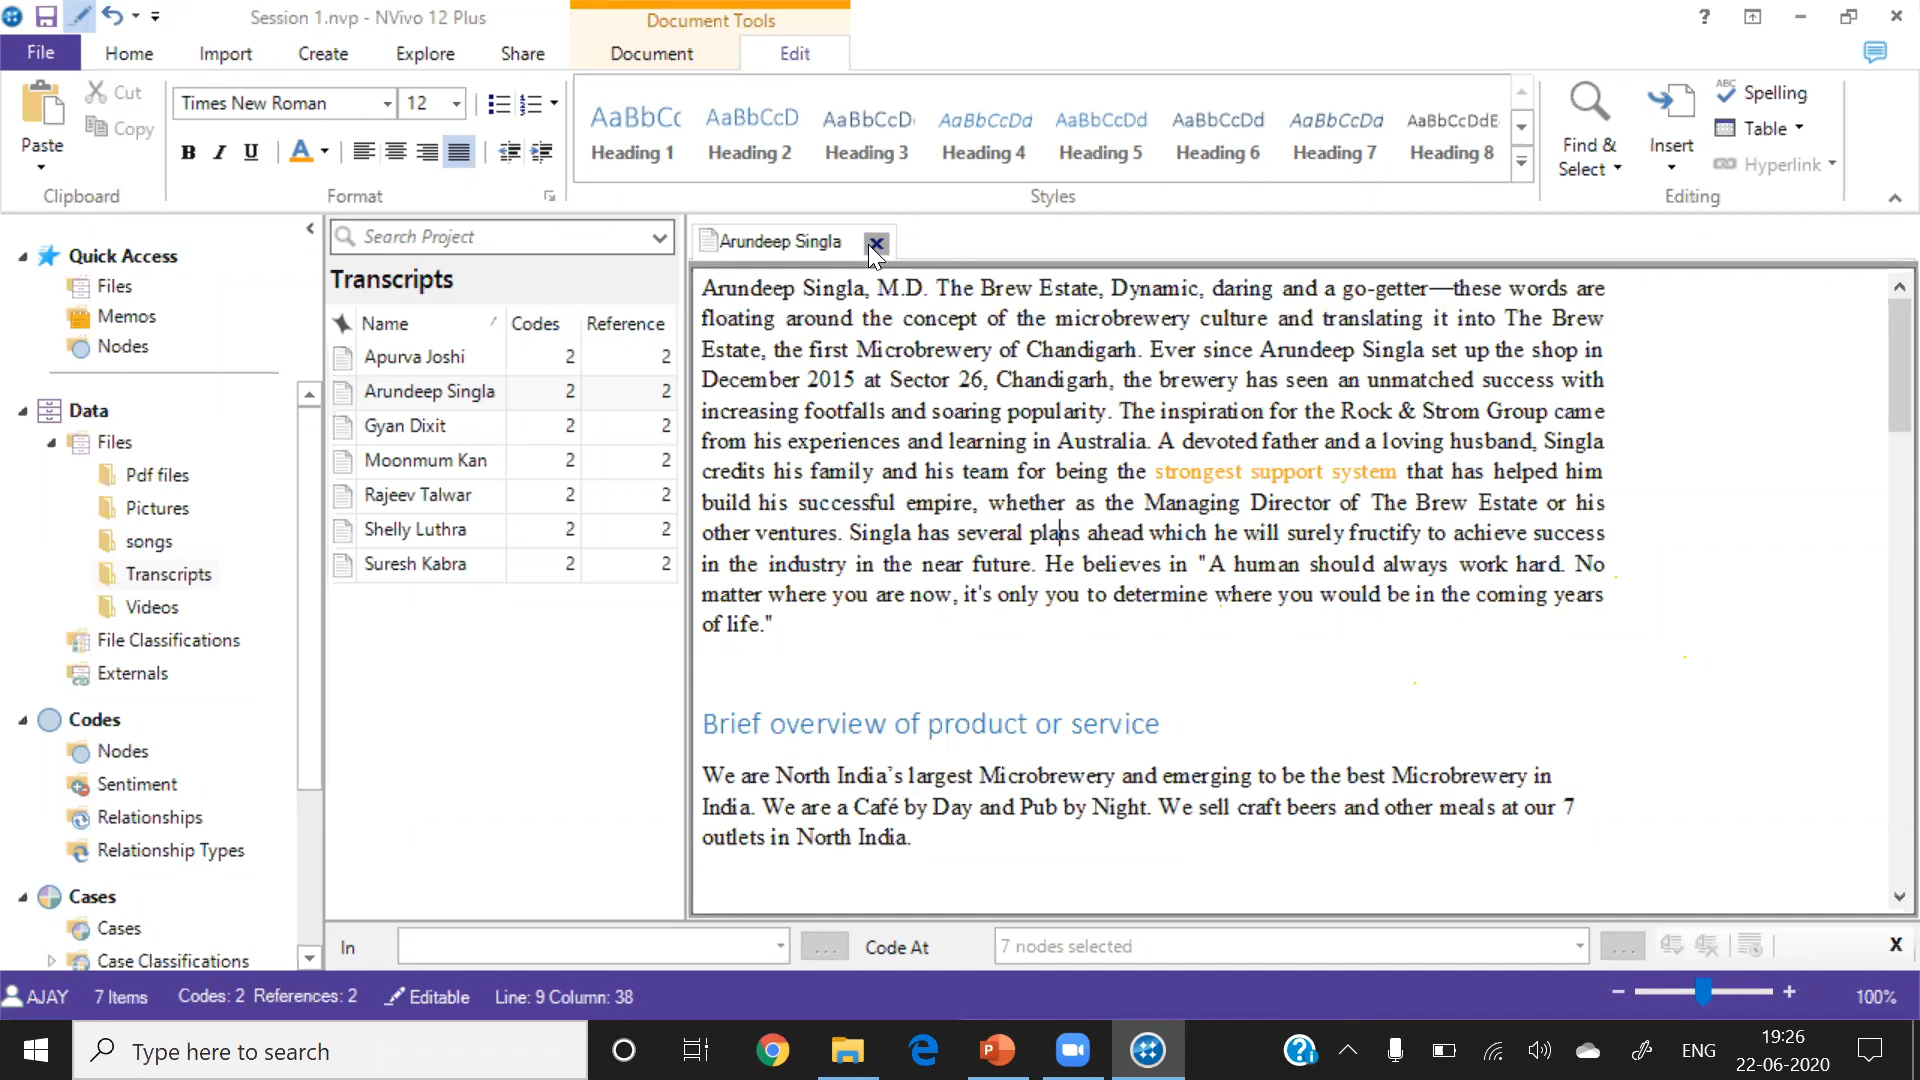 Session 1.nvp - NVivo 12 Plus
Document Tools
File
Home
Import
Create
Explore
Share
Document
Edit
Paste
Cut
Copy
Clipboard
Times New Roman
12
B I U A
Format
AaBbCc
Heading 1
AaBbCcD
Heading 2
AaBbCcD
Heading 3
AaBbCcDd
Heading 4
AaBbCcDd
Heading 5
AaBbCcDd
Heading 6
AaBbCcDd
Heading 7
AaBbCcDdE
Heading 8
Styles
Find &
Select
Insert
ABC
Spelling
Table
Hyperlink
Editing
Quick Access
Files
Memos
Nodes
Data
Files
Pdf files
Pictures
songs
Transcripts
Videos
File Classifications
Externals
Codes
Nodes
Sentiment
Relationships
Relationship Types
Cases
Cases
Case Classifications
Search Project
Transcripts
Name Codes Reference
Apurva Joshi 2 2
Arundeep Singla 2 2
Gyan Dixit 2 2
Moonmum Kan 2 2
Rajeev Talwar 2 2
Shelly Luthra 2 2
Suresh Kabra 2 2
Arundeep Singla
Arundeep Singla, M.D. The Brew Estate, Dynamic, daring and a go-getter—these words are
floating around the concept of the microbrewery culture and translating it into The Brew
Estate, the first Microbrewery of Chandigarh. Ever since Arundeep Singla set up the shop in
December 2015 at Sector 26, Chandigarh, the brewery has seen an unmatched success with
increasing footfalls and soaring popularity. The inspiration for the Rock & Strom Group came
from his experiences and learning in Australia. A devoted father and a loving husband, Singla
credits his family and his team for being the strongest support system that has helped him
build his successful empire, whether as the Managing Director of The Brew Estate or his
other ventures. Singla has several plans ahead which he will surely fructify to achieve success
in the industry in the near future. He believes in "A human should always work hard. No
matter where you are now, it's only you to determine where you would be in the coming years
of life."
Brief overview of product or service
We are North India's largest Microbrewery and emerging to be the best Microbrewery in
India. We are a Café by Day and Pub by Night. We sell craft beers and other meals at our 7
outlets in North India.
In
...
Code At
7 nodes selected
...
X
AJAY
7 Items
Codes: 2 References: 2
Editable
Line: 9 Column: 38
100%
Type here to search
ENG
19:26
22-06-2020